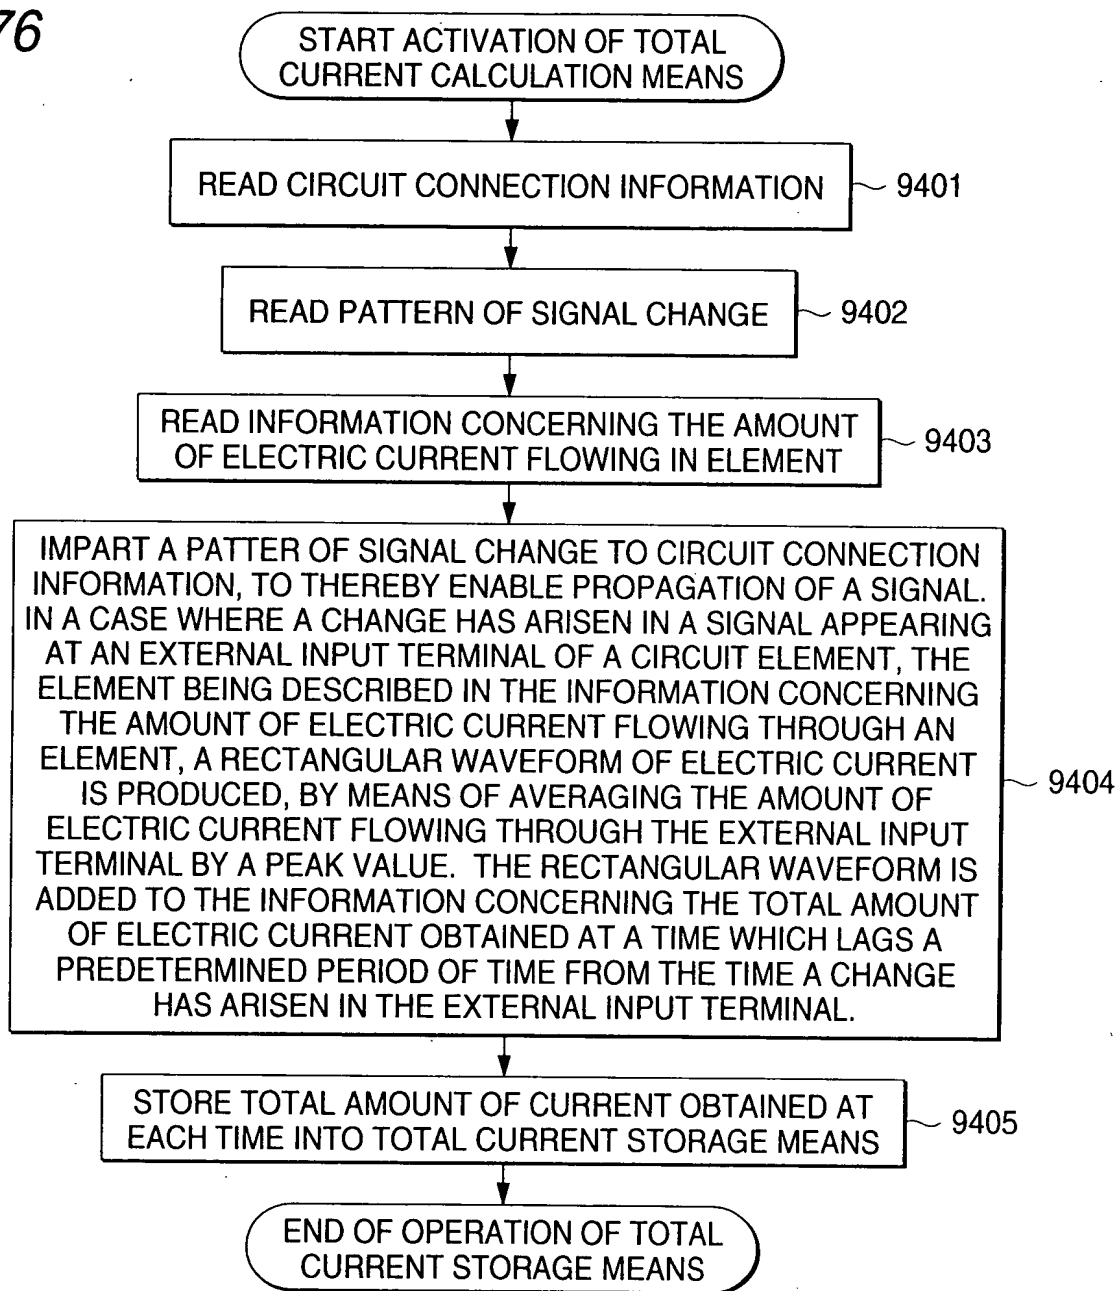 76
START ACTIVATION OF TOTAL
CURRENT CALCULATION MEANS
READ CIRCUIT CONNECTION INFORMATION
9401
READ PATTERN OF SIGNAL CHANGE
9402
READ INFORMATION CONCERNING THE AMOUNT
OF ELECTRIC CURRENT FLOWING IN ELEMENT
9403
IMPART A PATTER OF SIGNAL CHANGE TO CIRCUIT CONNECTION
INFORMATION, TO THEREBY ENABLE PROPAGATION OF A SIGNAL.
IN A CASE WHERE A CHANGE HAS ARISEN IN A SIGNAL APPEARING
AT AN EXTERNAL INPUT TERMINAL OF A CIRCUIT ELEMENT, THE
ELEMENT BEING DESCRIBED IN THE INFORMATION CONCERNING
THE AMOUNT OF ELECTRIC CURRENT FLOWING THROUGH AN
ELEMENT, A RECTANGULAR WAVEFORM OF ELECTRIC CURRENT
IS PRODUCED, BY MEANS OF AVERAGING THE AMOUNT OF
ELECTRIC CURRENT FLOWING THROUGH THE EXTERNAL INPUT
TERMINAL BY A PEAK VALUE. THE RECTANGULAR WAVEFORM IS
ADDED TO THE INFORMATION CONCERNING THE TOTAL AMOUNT
OF ELECTRIC CURRENT OBTAINED AT A TIME WHICH LAGS A
PREDETERMINED PERIOD OF TIME FROM THE TIME A CHANGE
HAS ARISEN IN THE EXTERNAL INPUT TERMINAL.
9404
STORE TOTAL AMOUNT OF CURRENT OBTAINED AT
EACH TIME INTO TOTAL CURRENT STORAGE MEANS
9405
END OF OPERATION OF TOTAL
CURRENT STORAGE MEANS